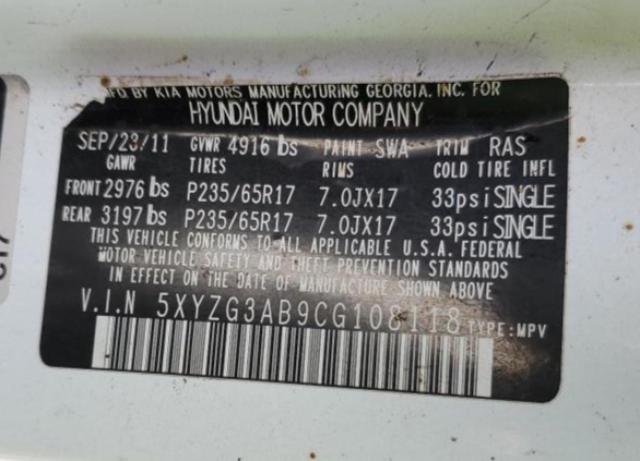 MFD BY KIA MOTORS MANUFACTURING GEORGIA. INC. FOR
HYUNDAI MOTOR COMPANY
SEP/23/11 GVWR 4916 lbs PAINT SWA TRIM RAS
GAWR TIRES RIMS COLD TIRE INFL
FRONT 2976 lbs P235/65R17 7.0JX17 33psi SINGLE
REAR 3197 lbs P235/65R17 7.0JX17 33psi SINGLE
THIS VEHICLE CONFORMS TO ALL APPLICABLE U.S.A. FEDERAL
MOTOR VEHICLE SAFETY AND THEFT PREVENTION STANDARDS
IN EFFECT ON THE DATE OF MANUFACTURE SHOWN ABOVE.
V.I.N 5XYZG3AB9CG108118 TYPE: MPV